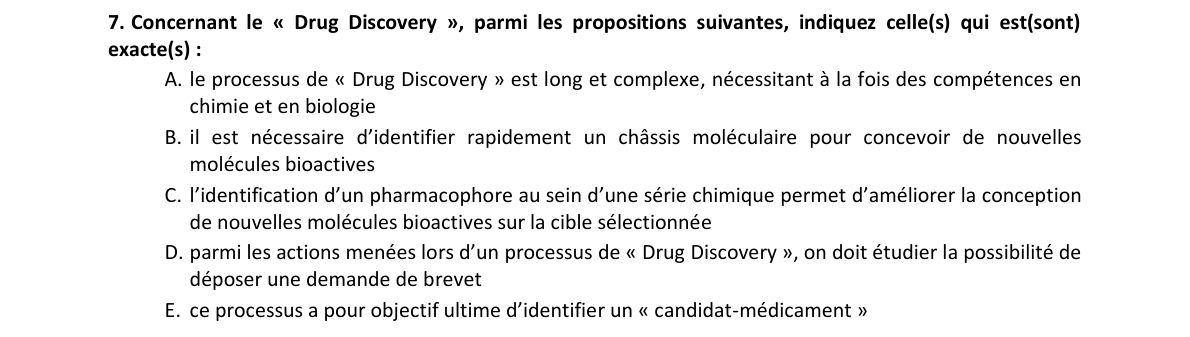 7. Concernant le « Drug Discovery », parmi les propositions suivantes, indiquez celle(s) qui est(sont)
exacte(s) :
A. le processus de « Drug Discovery » est long et complexe, nécessitant à la fois des compétences en
chimie et en biologie
B. il est nécessaire d’identifier rapidement un châssis moléculaire pour concevoir de nouvelles
molécules bioactives
C. l’identification d’un pharmacophore au sein d’une série chimique permet d’améliorer la conception
de nouvelles molécules bioactives sur la cible sélectionnée
D. parmi les actions menées lors d’un processus de « Drug Discovery », on doit étudier la possibilité de
déposer une demande de brevet
E. ce processus a pour objectif ultime d’identifier un « candidat-médicament »